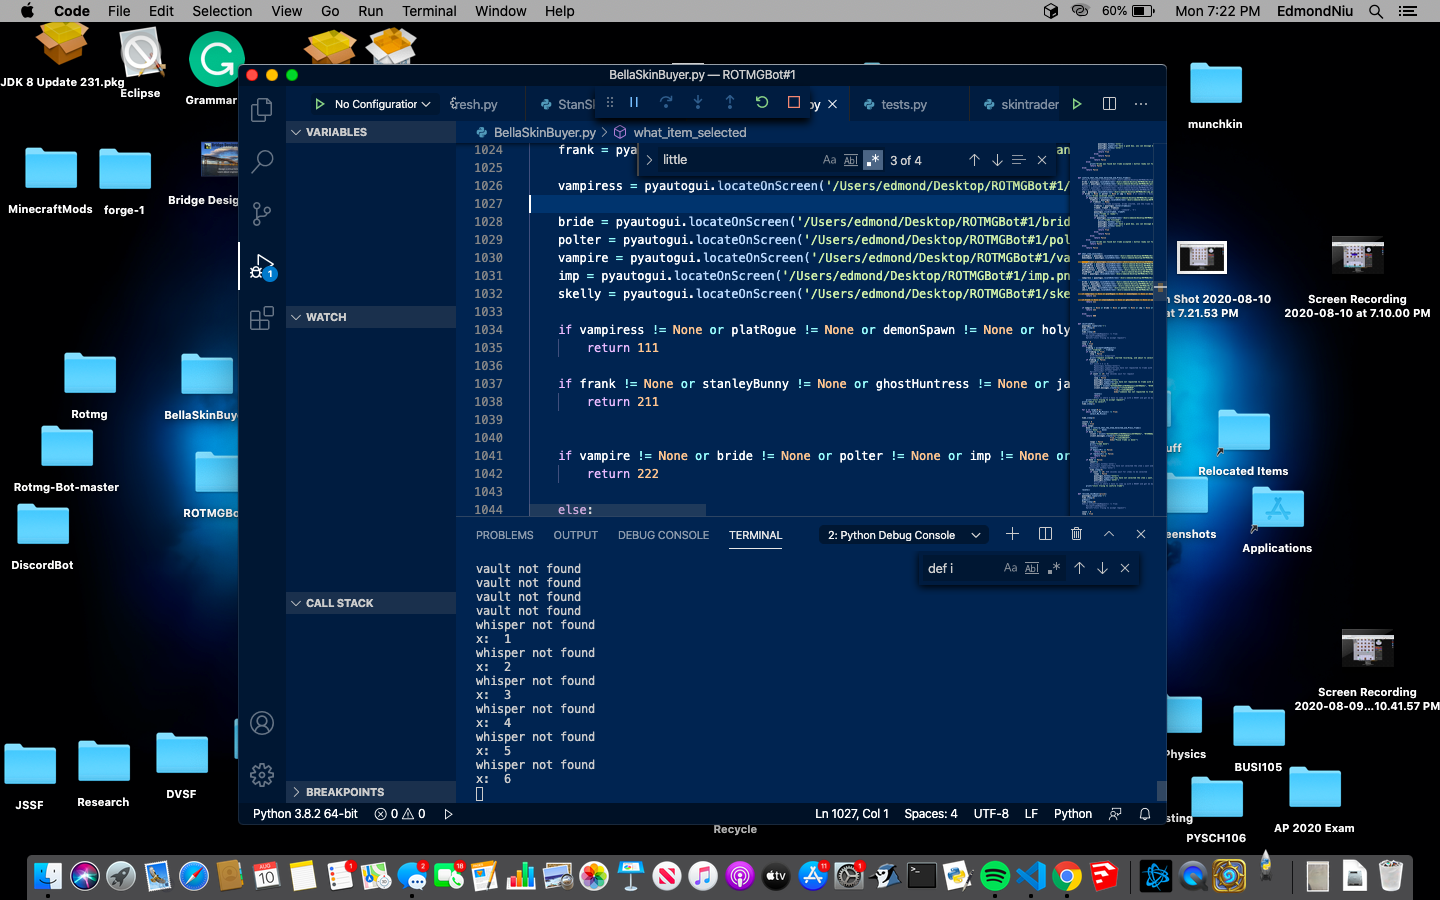 Code File Edit Selection View Go Run Terminal Window Help 60% Mon 7:22 PM EdmondNiu
JDK 8 Update 231.pkg
Eclipse
Grammar
MinecraftMods
forge-1
Bridge Desig
Rotmg
BellaSkinBuye
Rotmg-Bot-master
ROTMGBo
DiscordBot
JSSF
Research
DVSF
BellaSkinBuyer.py — ROTMGBot#1
No Configuration
fresh.py
StanSk
py
tests.py
skintrader
VARIABLES
WATCH
CALL STACK
BREAKPOINTS
1
BellaSkinBuyer.py > what_item_selected
little
Aa Abl .* 3 of 4
1024 frank = pya an
1025
1026 vampiress = pyautogui.locateOnScreen('/Users/edmond/Desktop/ROTMGBot#1/
1027
1028 bride = pyautogui.locateOnScreen('/Users/edmond/Desktop/ROTMGBot#1/brid
1029 polter = pyautogui.locateOnScreen('/Users/edmond/Desktop/ROTMGBot#1/pol
1030 vampire = pyautogui.locateOnScreen('/Users/edmond/Desktop/ROTMGBot#1/va
1031 imp = pyautogui.locateOnScreen('/Users/edmond/Desktop/ROTMGBot#1/imp.pn
1032 skelly = pyautogui.locateOnScreen('/Users/edmond/Desktop/ROTMGBot#1/ske
1033
1034 if vampiress != None or platRogue != None or demonSpawn != None or holy
1035 return 111
1036
1037 if frank != None or stanleyBunny != None or ghostHuntress != None or ja
1038 return 211
1039
1040
1041 if vampire != None or bride != None or polter != None or imp != None or
1042 return 222
1043
1044 else:
PROBLEMS OUTPUT DEBUG CONSOLE TERMINAL 2: Python Debug Console
def i
Aa Abl .*
vault not found
vault not found
vault not found
vault not found
whisper not found
x: 1
whisper not found
x: 2
whisper not found
x: 3
whisper not found
x: 4
whisper not found
x: 5
whisper not found
x: 6
Python 3.8.2 64-bit 0 0 Ln 1027, Col 1 Spaces: 4 UTF-8 LF Python
Recycle
munchkin
n Shot 2020-08-10
at 7.21.53 PM
Screen Recording
2020-08-10 at 7.10.00 PM
uff
Relocated Items
eenshots
Applications
Screen Recording
2020-08-09...10.41.57 PM
Physics
BUSI105
sting
PYSCH106
AP 2020 Exam
AUG
10
1
2
18
11
1
tv